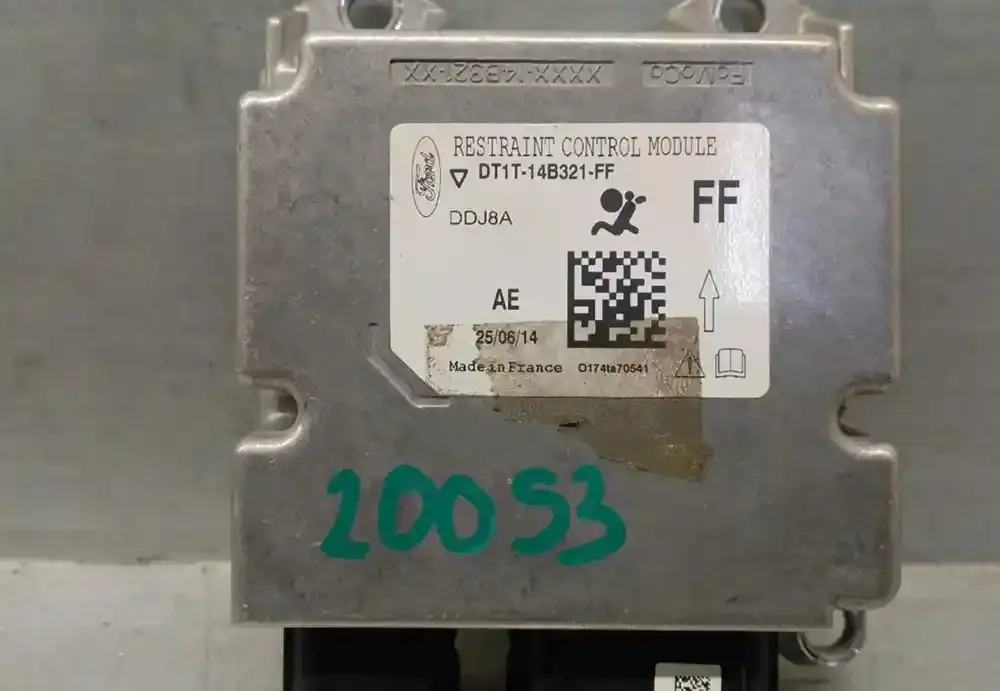 XXXX-14B321-XX FoMoCo
Ford
RESTRAINT CONTROL MODULE
DT1T-14B321-FF
FF
DDJ8A
AE
25/06/14
Made in France O174ta70541
20053